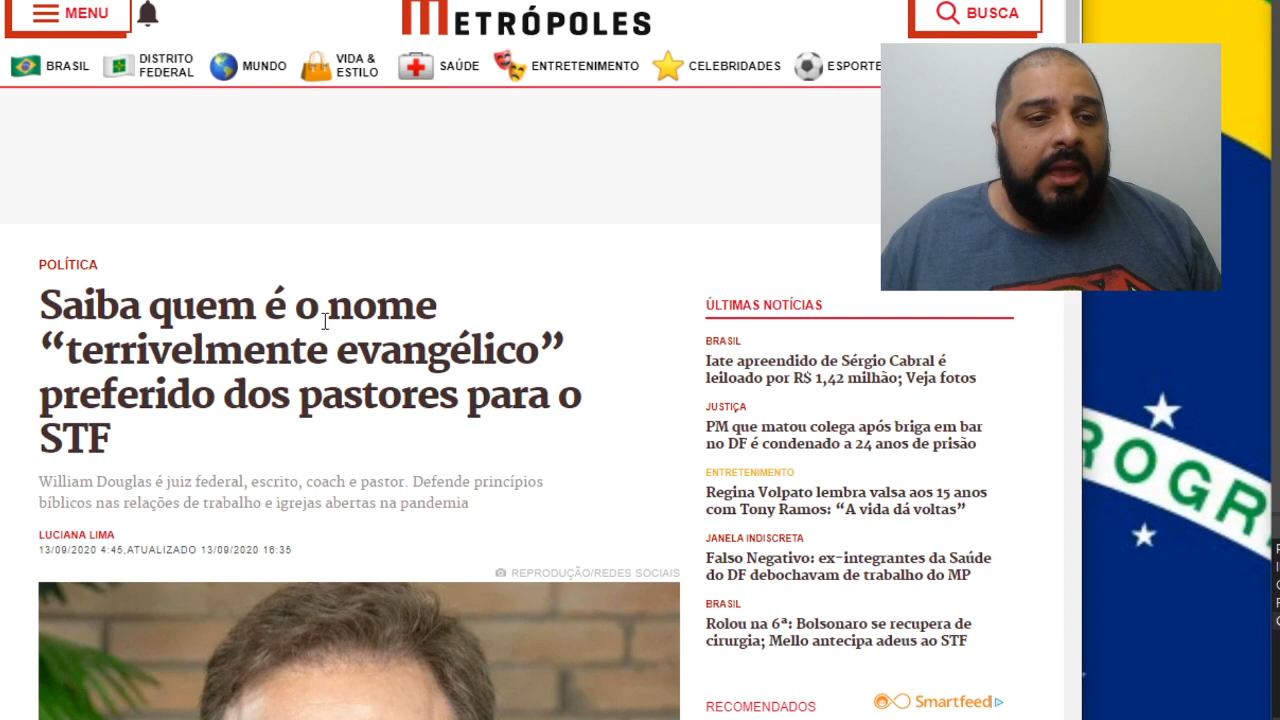 MENU
METRÓPOLES
BUSCA
BRASIL
DISTRITO
FEDERAL
MUNDO
VIDA &
ESTILO
SAÚDE
ENTRETENIMENTO
CELEBRIDADES
ESPORTE
POLÍTICA
Saiba quem é o nome
“terrivelmente evangélico”
preferido dos pastores para o
STF
William Douglas é juiz federal, escrito, coach e pastor. Defende princípios
bíblicos nas relações de trabalho e igrejas abertas na pandemia
LUCIANA LIMA
13/09/2020 4:45,ATUALIZADO 13/09/2020 16:35
REPRODUÇÃO/REDES SOCIAIS
ÚLTIMAS NOTÍCIAS
BRASIL
Iate apreendido de Sérgio Cabral é
leiloado por R$ 1,42 milhão; Veja fotos
JUSTIÇA
PM que matou colega após briga em bar
no DF é condenado a 24 anos de prisão
ENTRETENIMENTO
Regina Volpato lembra valsa aos 15 anos
com Tony Ramos: “A vida dá voltas”
JANELA INDISCRETA
Falso Negativo: ex-integrantes da Saúde
do DF debochavam de trabalho do MP
BRASIL
Rolou na 6ª: Bolsonaro se recupera de
cirurgia; Mello antecipa adeus ao STF
RECOMENDADOS
Smartfeed
ROGR